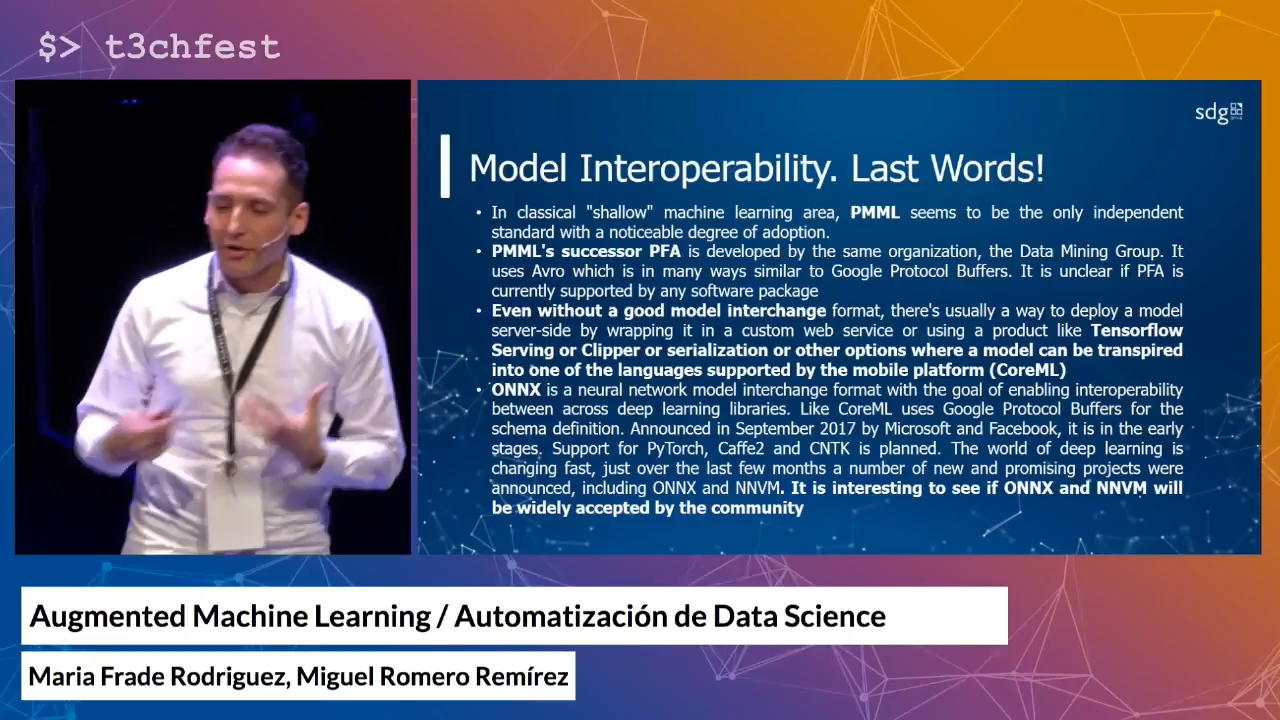 $> t3chfest
sdg
Model Interoperability. Last Words!
• In classical "shallow" machine learning area, PMML seems to be the only independent
standard with a noticeable degree of adoption.
• PMML's successor PFA is developed by the same organization, the Data Mining Group. It
uses Avro which is in many ways similar to Google Protocol Buffers. It is unclear if PFA is
currently supported by any software package
• Even without a good model interchange format, there's usually a way to deploy a model
server-side by wrapping it in a custom web service or using a product like Tensorflow
Serving or Clipper or serialization or other options where a model can be transpired
into one of the languages supported by the mobile platform (CoreML)
• ONNX is a neural network model interchange format with the goal of enabling interoperability
between across deep learning libraries. Like CoreML uses Google Protocol Buffers for the
schema definition. Announced in September 2017 by Microsoft and Facebook, it is in the early
stages. Support for PyTorch, Caffe2 and CNTK is planned. The world of deep learning is
changing fast, just over the last few months a number of new and promising projects were
announced, including ONNX and NNVM. It is interesting to see if ONNX and NNVM will
be widely accepted by the community
Augmented Machine Learning / Automatización de Data Science
Maria Frade Rodriguez, Miguel Romero Remírez